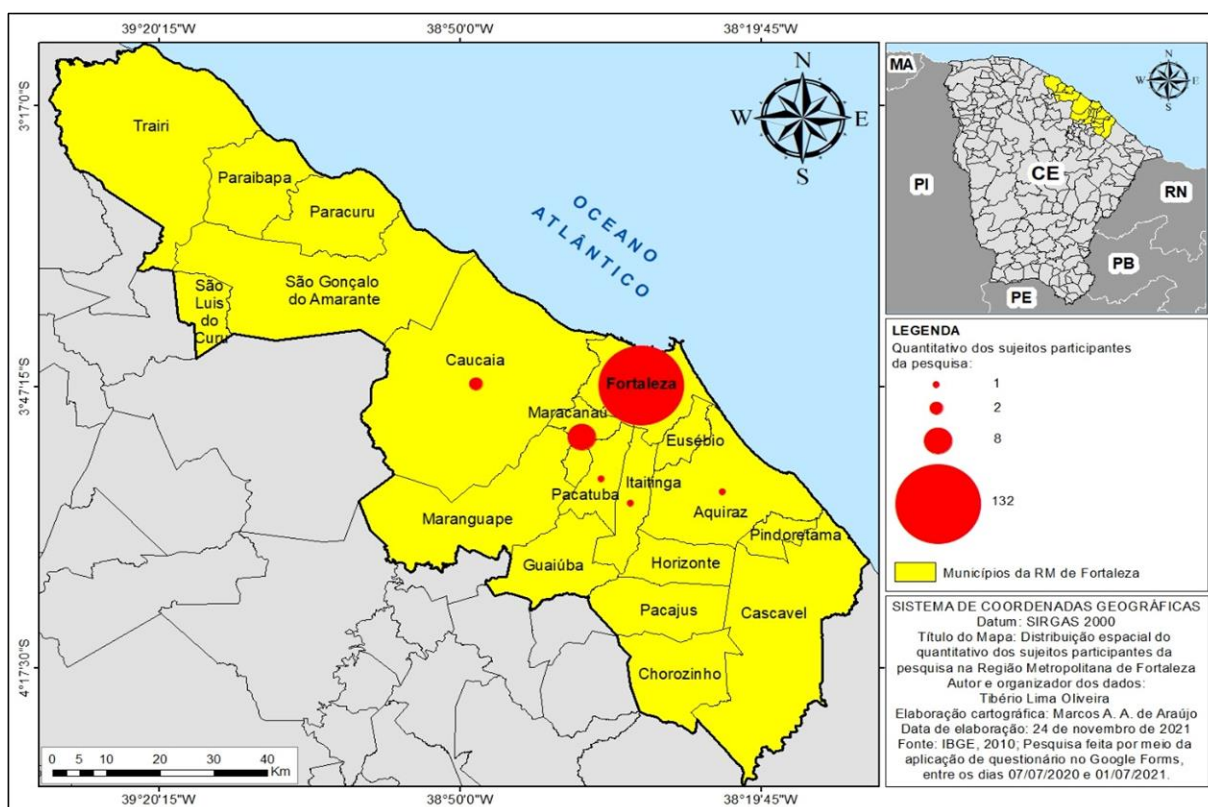 39°20'15"W
38°50'0"W
38°19'45"W
3°17'0"S
3°47'15"S
4°17'30"S
N
W
E
S
OCEANO
ATLÂNTICO
Trairi
Paraibapa
Paracuru
São Gonçalo
do Amarante
São
Luis
do
Curu
Caucaia
Fortaleza
Maracanaú
Eusébio
Itaitinga
Pacatuba
Aquiraz
Maranguape
Pindoretama
Guaiúba
Horizonte
Pacajus
Cascavel
Chorozinho
0 5 10 20 30 40
Km
39°20'15"W
38°50'0"W
38°19'45"W
MA
PI
CE
RN
PB
PE
N
W
E
S
LEGENDA
Quantitativo dos sujeitos participantes
da pesquisa:
1
2
8
132
Municípios da RM de Fortaleza
SISTEMA DE COORDENADAS GEOGRÁFICAS
Datum: SIRGAS 2000
Título do Mapa: Distribuição espacial do
quantitativo dos sujeitos participantes da
pesquisa na Região Metropolitana de Fortaleza
Autor e organizador dos dados:
Tibério Lima Oliveira
Elaboração cartográfica: Marcos A. A. de Araújo
Data de elaboração: 24 de novembro de 2021
Fonte: IBGE, 2010; Pesquisa feita por meio da
aplicação de questionário no Google Forms,
entre os dias 07/07/2020 e 01/07/2021.